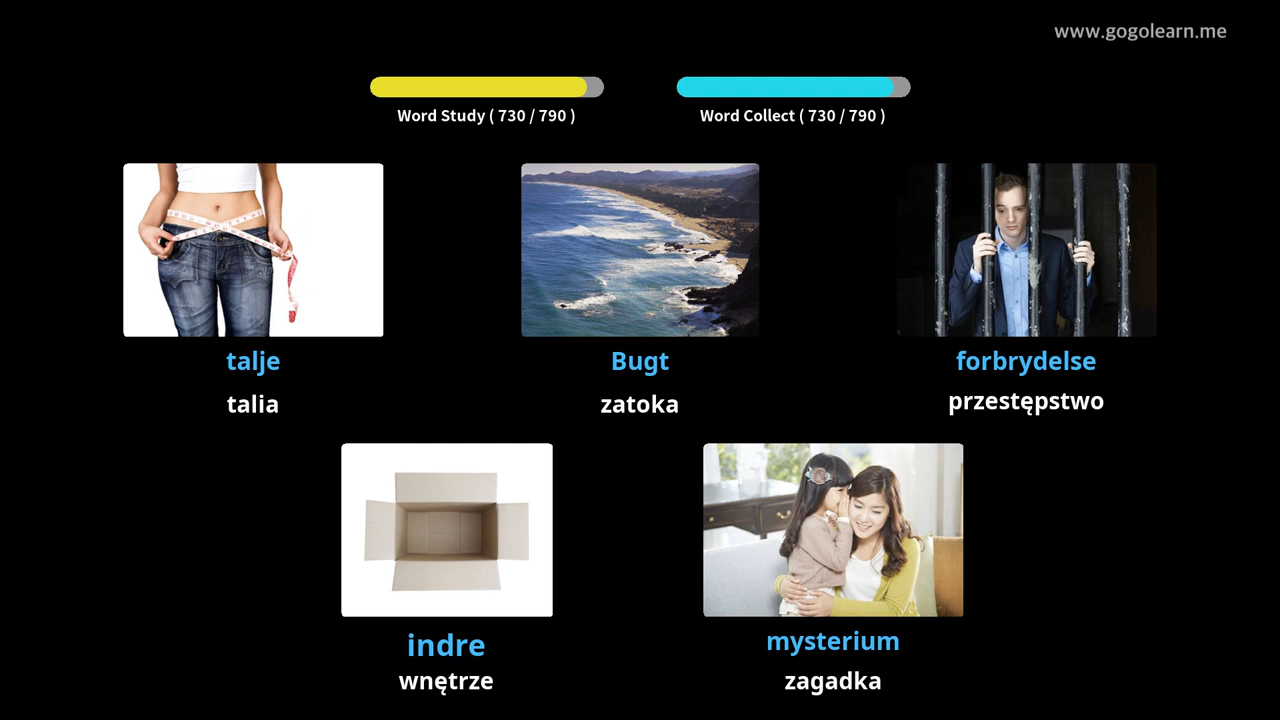 www.gogolearn.me
Word Study ( 730 / 790 )
Word Collect ( 730 / 790 )
talje
Bugt
forbrydelse
talia
zatoka
przestępstwo
indre
mysterium
wnętrze
zagadka